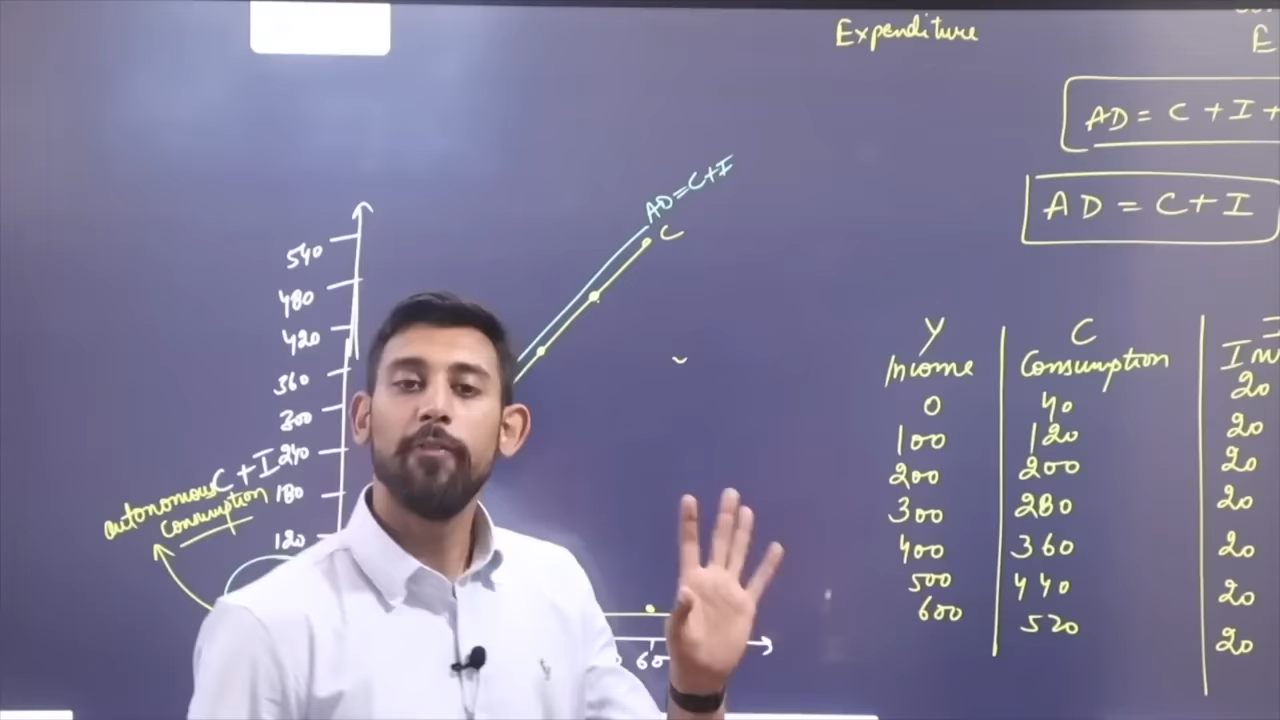 Expenditure
E
AD = C + I +
AD = C + I
AD=C+I
C
540
480
420
360
300
240
180
120
C + I
autonomous
consumption
Y C I
Income Consumption
0 40 20
100 120 20
200 200 20
300 280 20
400 360 20
500 440 20
600 520 20